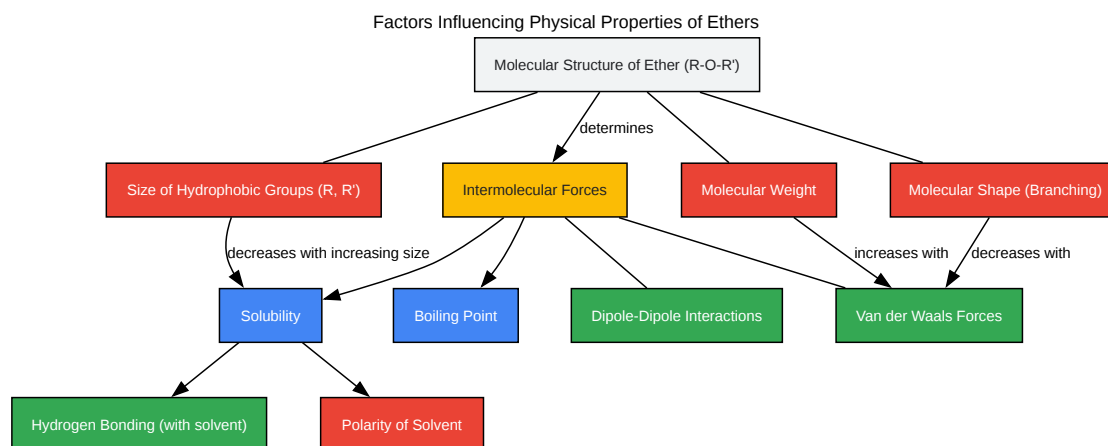 Factors Influencing Physical Properties of Ethers
Molecular Structure of Ether (R-O-R')
determines
Size of Hydrophobic Groups (R, R')
Intermolecular Forces
Molecular Weight
Molecular Shape (Branching)
decreases with increasing size
increases with
decreases with
Solubility
Boiling Point
Dipole-Dipole Interactions
Van der Waals Forces
Hydrogen Bonding (with solvent)
Polarity of Solvent